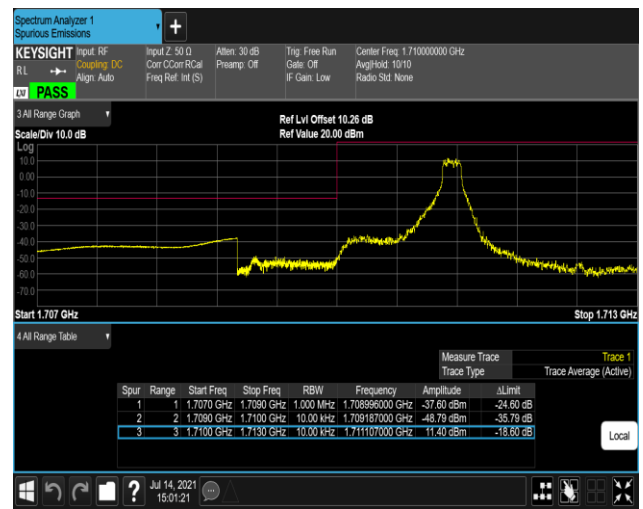 Spectrum Analyzer 1
Spurious Emissions
+
KEYSIGHT Input: RF Input Z: 50 Ω Atten: 30 dB Trig: Free Run Center Freq: 1.710000000 GHz
RL Coupling: DC Corr CCorr RCal Preamp: Off Gate: Off Avg|Hold: 10/10
Align: Auto Freq Ref: Int (S) IF Gain: Low Radio Std: None
LXI PASS
3 All Range Graph
Ref Lvl Offset 10.26 dB
Scale/Div 10.0 dB Ref Value 20.00 dBm
Log
10.0
0.00
-10.0
-20.0
-30.0
-40.0
-50.0
-60.0
-70.0
Start 1.707 GHz Stop 1.713 GHz
4 All Range Table
Measure Trace Trace 1
Trace Type Trace Average (Active)
Spur Range Start Freq Stop Freq RBW Frequency Amplitude ΔLimit
1 1 1.7070 GHz 1.7090 GHz 1.000 MHz 1.708996000 GHz -37.60 dBm -24.60 dB
2 2 1.7090 GHz 1.7100 GHz 10.00 kHz 1.709187000 GHz -48.79 dBm -35.79 dB
3 3 1.7100 GHz 1.7130 GHz 10.00 kHz 1.711107000 GHz 11.40 dBm -18.60 dB
Local
? Jul 14, 2021
15:01:21